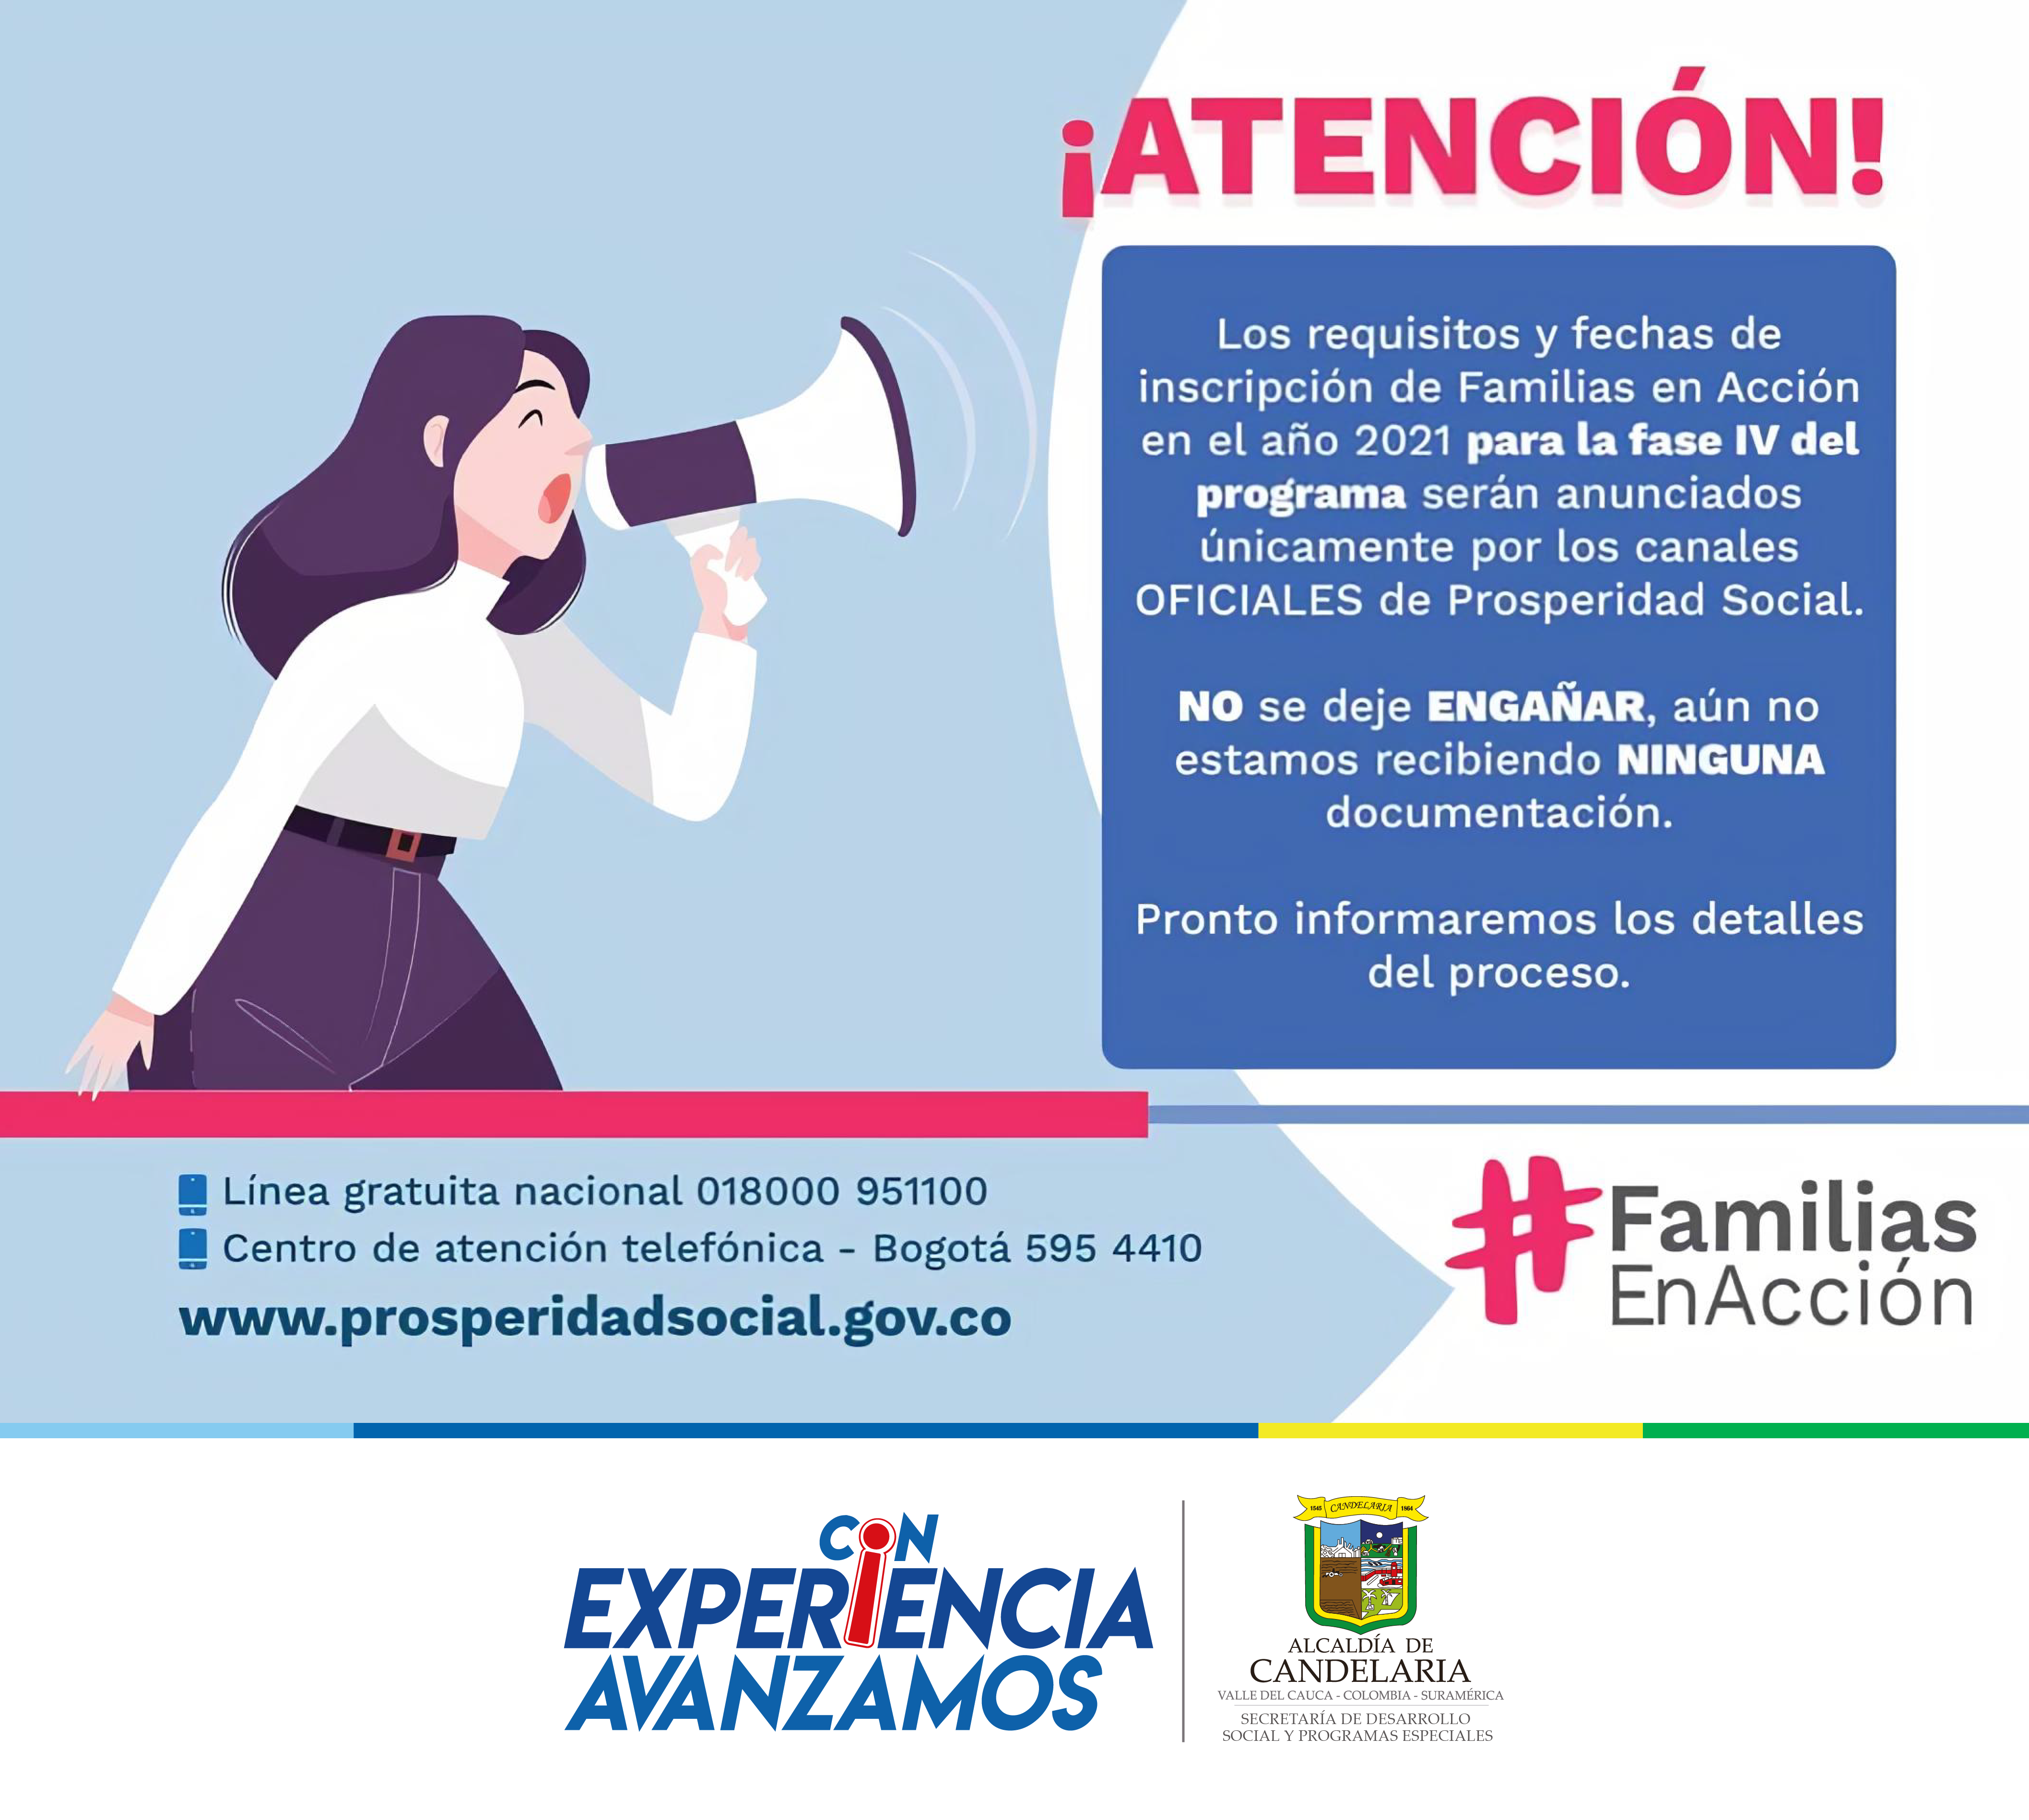 ¡ATENCIÓN!
Los requisitos y fechas de
inscripción de Familias en Acción
en el año 2021 para la fase IV del
programa serán anunciados
únicamente por los canales
OFICIALES de Prosperidad Social.
NO se deje ENGAÑAR, aún no
estamos recibiendo NINGUNA
documentación.
Pronto informaremos los detalles
del proceso.
Línea gratuita nacional 018000 951100
Centro de atención telefónica - Bogotá 595 4410
www.prosperidadsocial.gov.co
#Familias
EnAcción
CON
EXPERIENCIA
AVANZAMOS
1545 CANDELARIA 1864
ALCALDÍA DE
CANDELARIA
VALLE DEL CAUCA - COLOMBIA - SURAMÉRICA
SECRETARÍA DE DESARROLLO
SOCIAL Y PROGRAMAS ESPECIALES